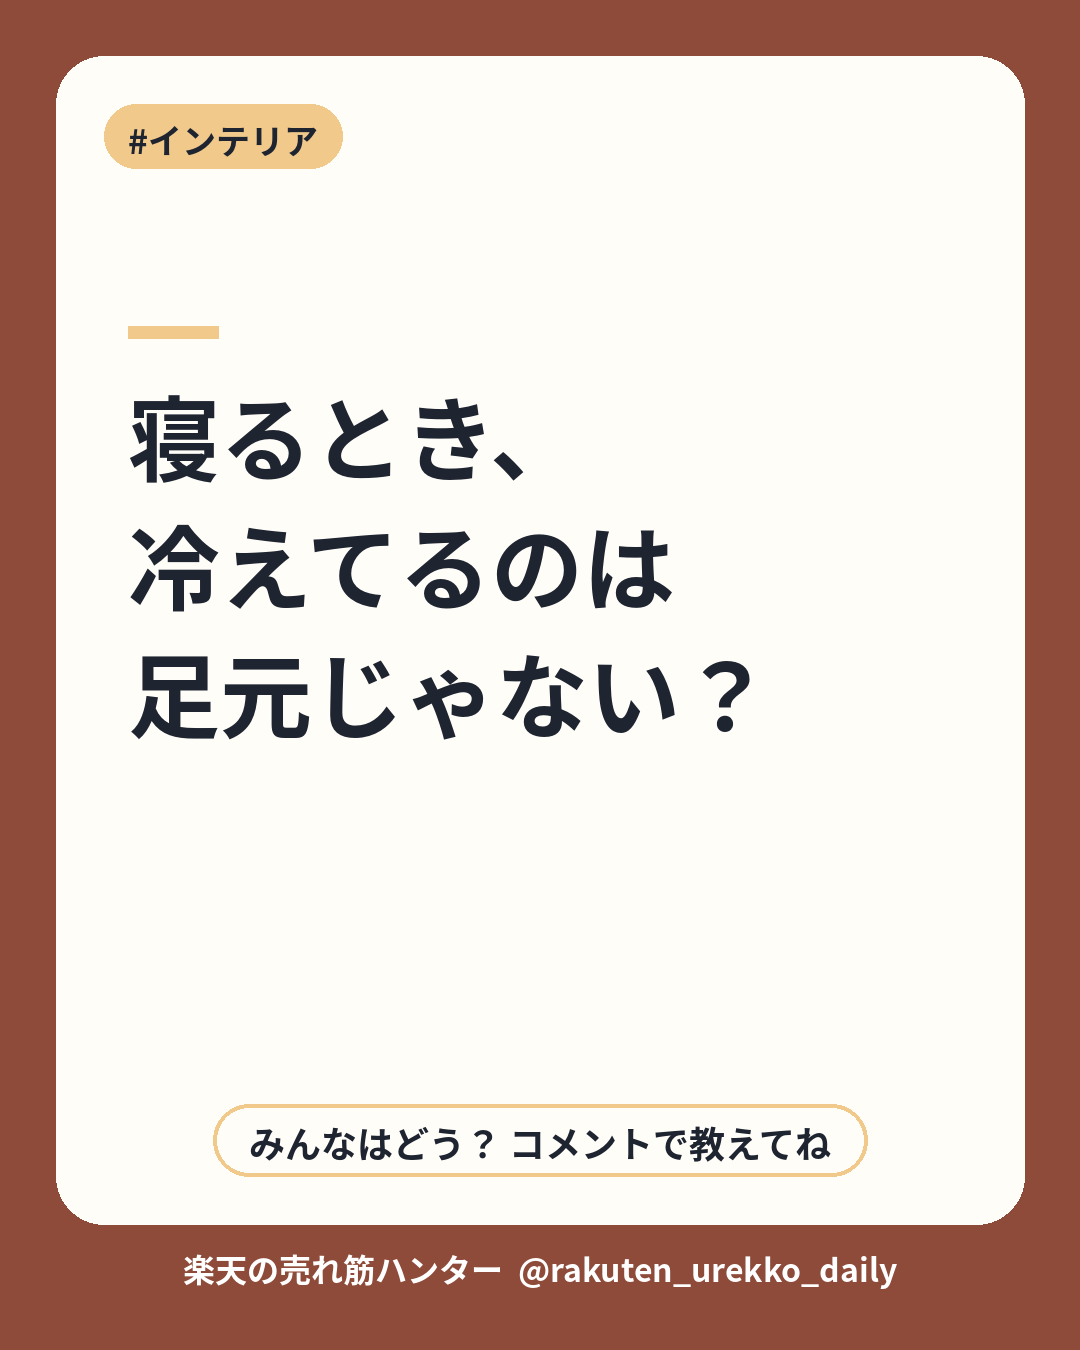 #インテリア
寝るとき、
冷えてるのは
足元じゃない？
みんなはどう？ コメントで教えてね
楽天の売れ筋ハンター @rakuten_urekko_daily